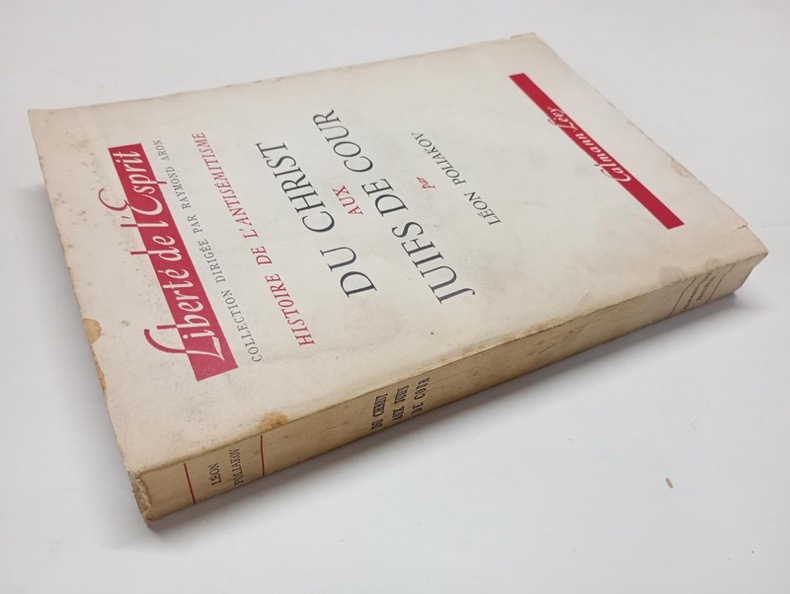 Liberté de l'Esprit
COLLECTION DIRIGÉE PAR RAYMOND ARON
HISTOIRE DE L'ANTISÉMITISME
DU CHRIST
AUX
JUIFS DE COUR
par
LÉON POLIAKOV
Calmann-Lévy
LÉON
POLIAKOV
DU CHRIST
AUX JUIFS
DE COUR